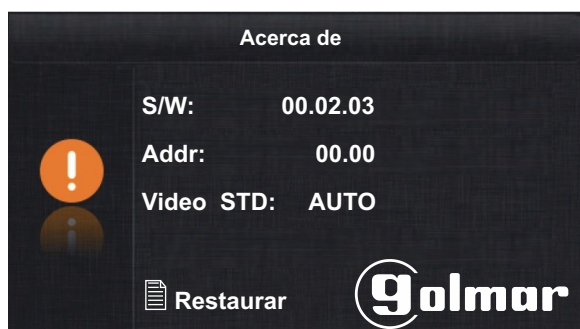 Acerca de
S/W: 00.02.03
Addr: 00.00
Video STD: AUTO
Restaurar
golmar